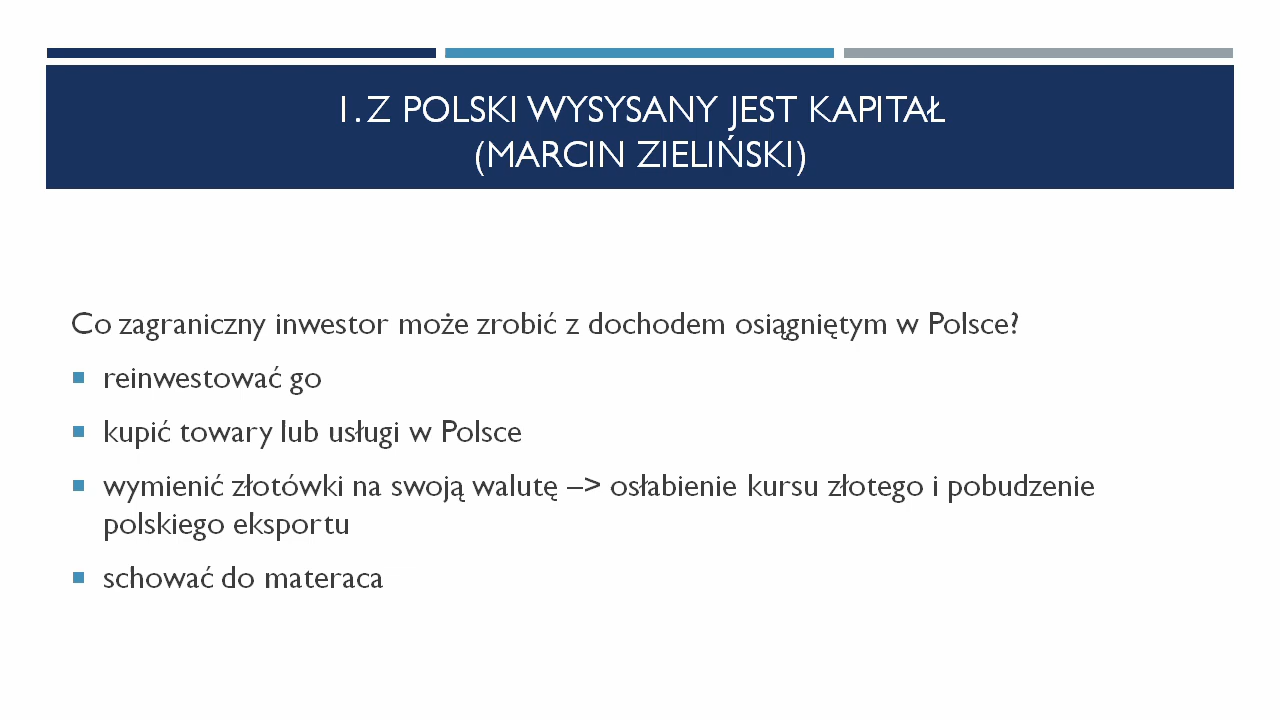 1. Z POLSKI WYSYSANY JEST KAPITAŁ
(MARCIN ZIELIŃSKI)
Co zagraniczny inwestor może zrobić z dochodem osiągniętym w Polsce?
reinwestować go
kupić towary lub usługi w Polsce
wymienić złotówki na swoją walutę –> osłabienie kursu złotego i pobudzenie
polskiego eksportu
schować do materaca